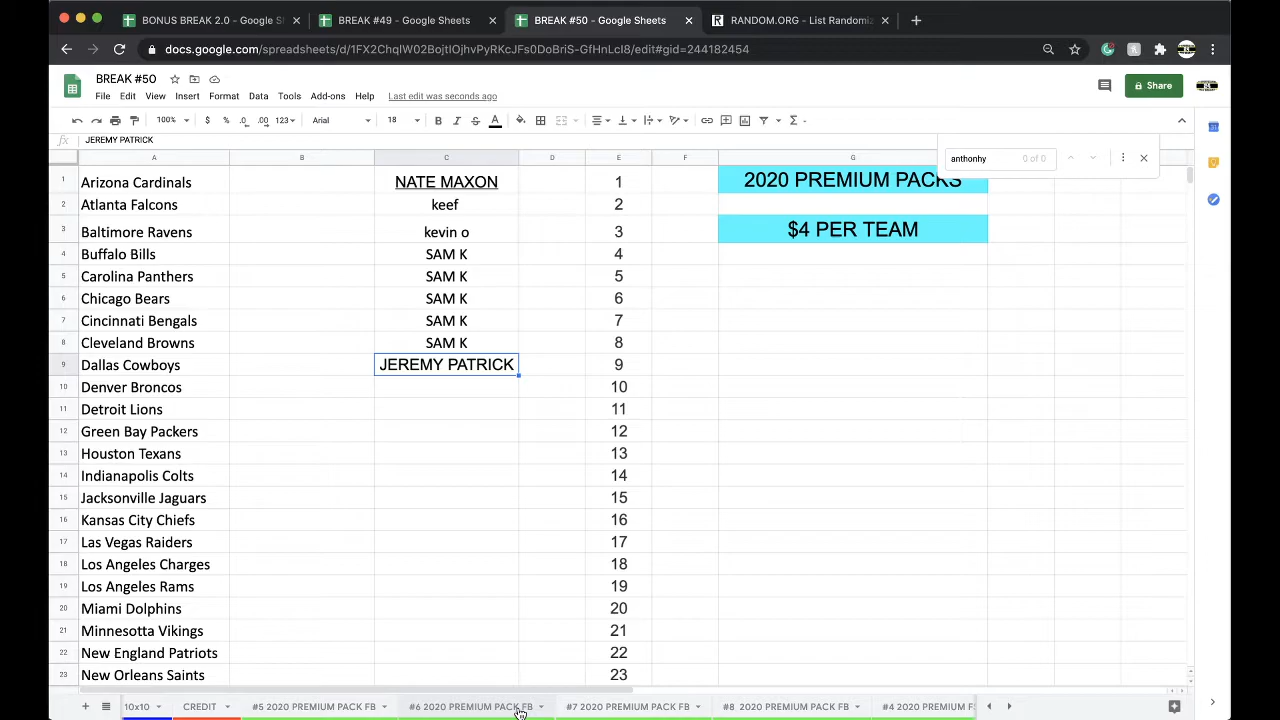 BONUS BREAK 2.0 - Google S
BREAK #49 - Google Sheets
BREAK #50 - Google Sheets
RANDOM.ORG - List Randomiz
docs.google.com/spreadsheets/d/1FX2ChqlW02BojtIOjhvPyRKcJFs0DoBriS-GfHnLcI8/edit#gid=244182454
BREAK #50
File Edit View Insert Format Data Tools Add-ons Help Last edit was seconds ago
Share
100% $ % .0 .00 123 Arial 18 B I S A
fx JEREMY PATRICK
anthonhy 0 of 0
A B C D E F G
1 Arizona Cardinals NATE MAXON 1 2020 PREMIUM PACKS
2 Atlanta Falcons keef 2
3 Baltimore Ravens kevin o 3 $4 PER TEAM
4 Buffalo Bills SAM K 4
5 Carolina Panthers SAM K 5
6 Chicago Bears SAM K 6
7 Cincinnati Bengals SAM K 7
8 Cleveland Browns SAM K 8
9 Dallas Cowboys JEREMY PATRICK 9
10 Denver Broncos 10
11 Detroit Lions 11
12 Green Bay Packers 12
13 Houston Texans 13
14 Indianapolis Colts 14
15 Jacksonville Jaguars 15
16 Kansas City Chiefs 16
17 Las Vegas Raiders 17
18 Los Angeles Charges 18
19 Los Angeles Rams 19
20 Miami Dolphins 20
21 Minnesota Vikings 21
22 New England Patriots 22
23 New Orleans Saints 23
10x10 CREDIT #5 2020 PREMIUM PACK FB #6 2020 PREMIUM PACK FB #7 2020 PREMIUM PACK FB #8 2020 PREMIUM PACK FB #4 2020 PREMIUM F